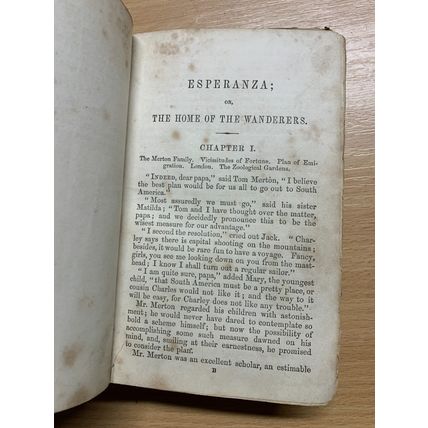 ESPERANZA;
OR,
THE HOME OF THE WANDERERS.
CHAPTER I.
The Merton Family. Vicissitudes of Fortune. Plan of Emi-
gration. London. The Zoological Gardens.
"INDEED, dear papa," said Tom Merton, "I believe
the best plan would be for us all to go out to South
America."
"Most assuredly we must go," said his sister
Matilda; "Tom and I have thought over the matter,
papa; and we decidedly pronounce this to be the
wisest measure for our advantage."
"I second the resolution," cried out Jack. "Char-
ley says there is capital shooting on the mountains;
besides, it would be rare fun to have a voyage. Fancy,
girls, you see me looking down on you from the mast-
head; I know I shall turn out a regular sailor."
"I am quite sure, papa," added Mary, the youngest
child, "that South America must be a pretty place, or
cousin Charles would not like it; and the way to it
will be easy, for Charley does not like any trouble."
Mr. Merton regarded his children with astonish-
ment; he would never have dared to contemplate so
bold a scheme himself; but now the possibility of
accomplishing some such measure dawned on his
mind, and, smiling at their earnestness, he promised
to consider the plan.
Mr. Merton was an excellent scholar, an estimable
B